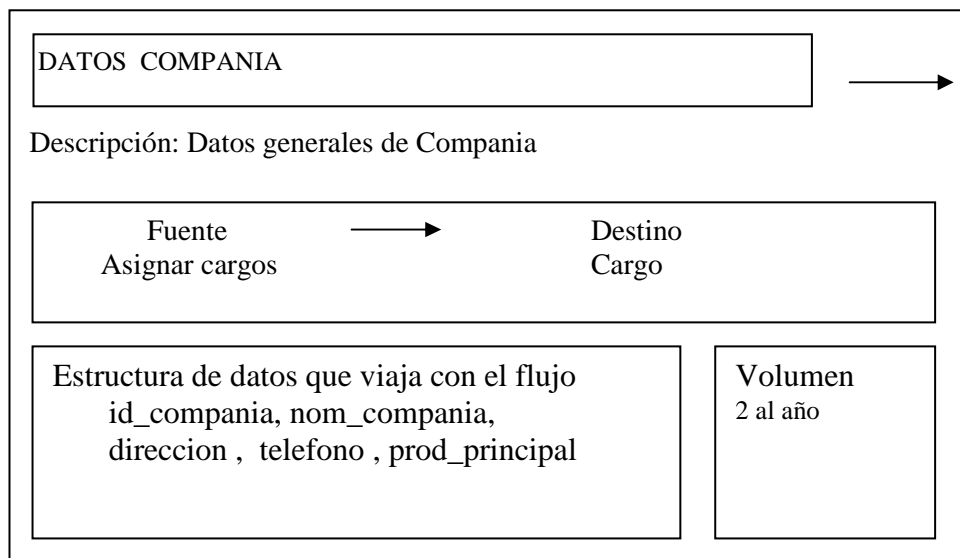 DATOS COMPANIA
Descripción: Datos generales de Compania
Fuente Destino
Asignar cargos Cargo
Estructura de datos que viaja con el flujo
id_compania, nom_compania,
direccion , telefono , prod_principal
Volumen
2 al año